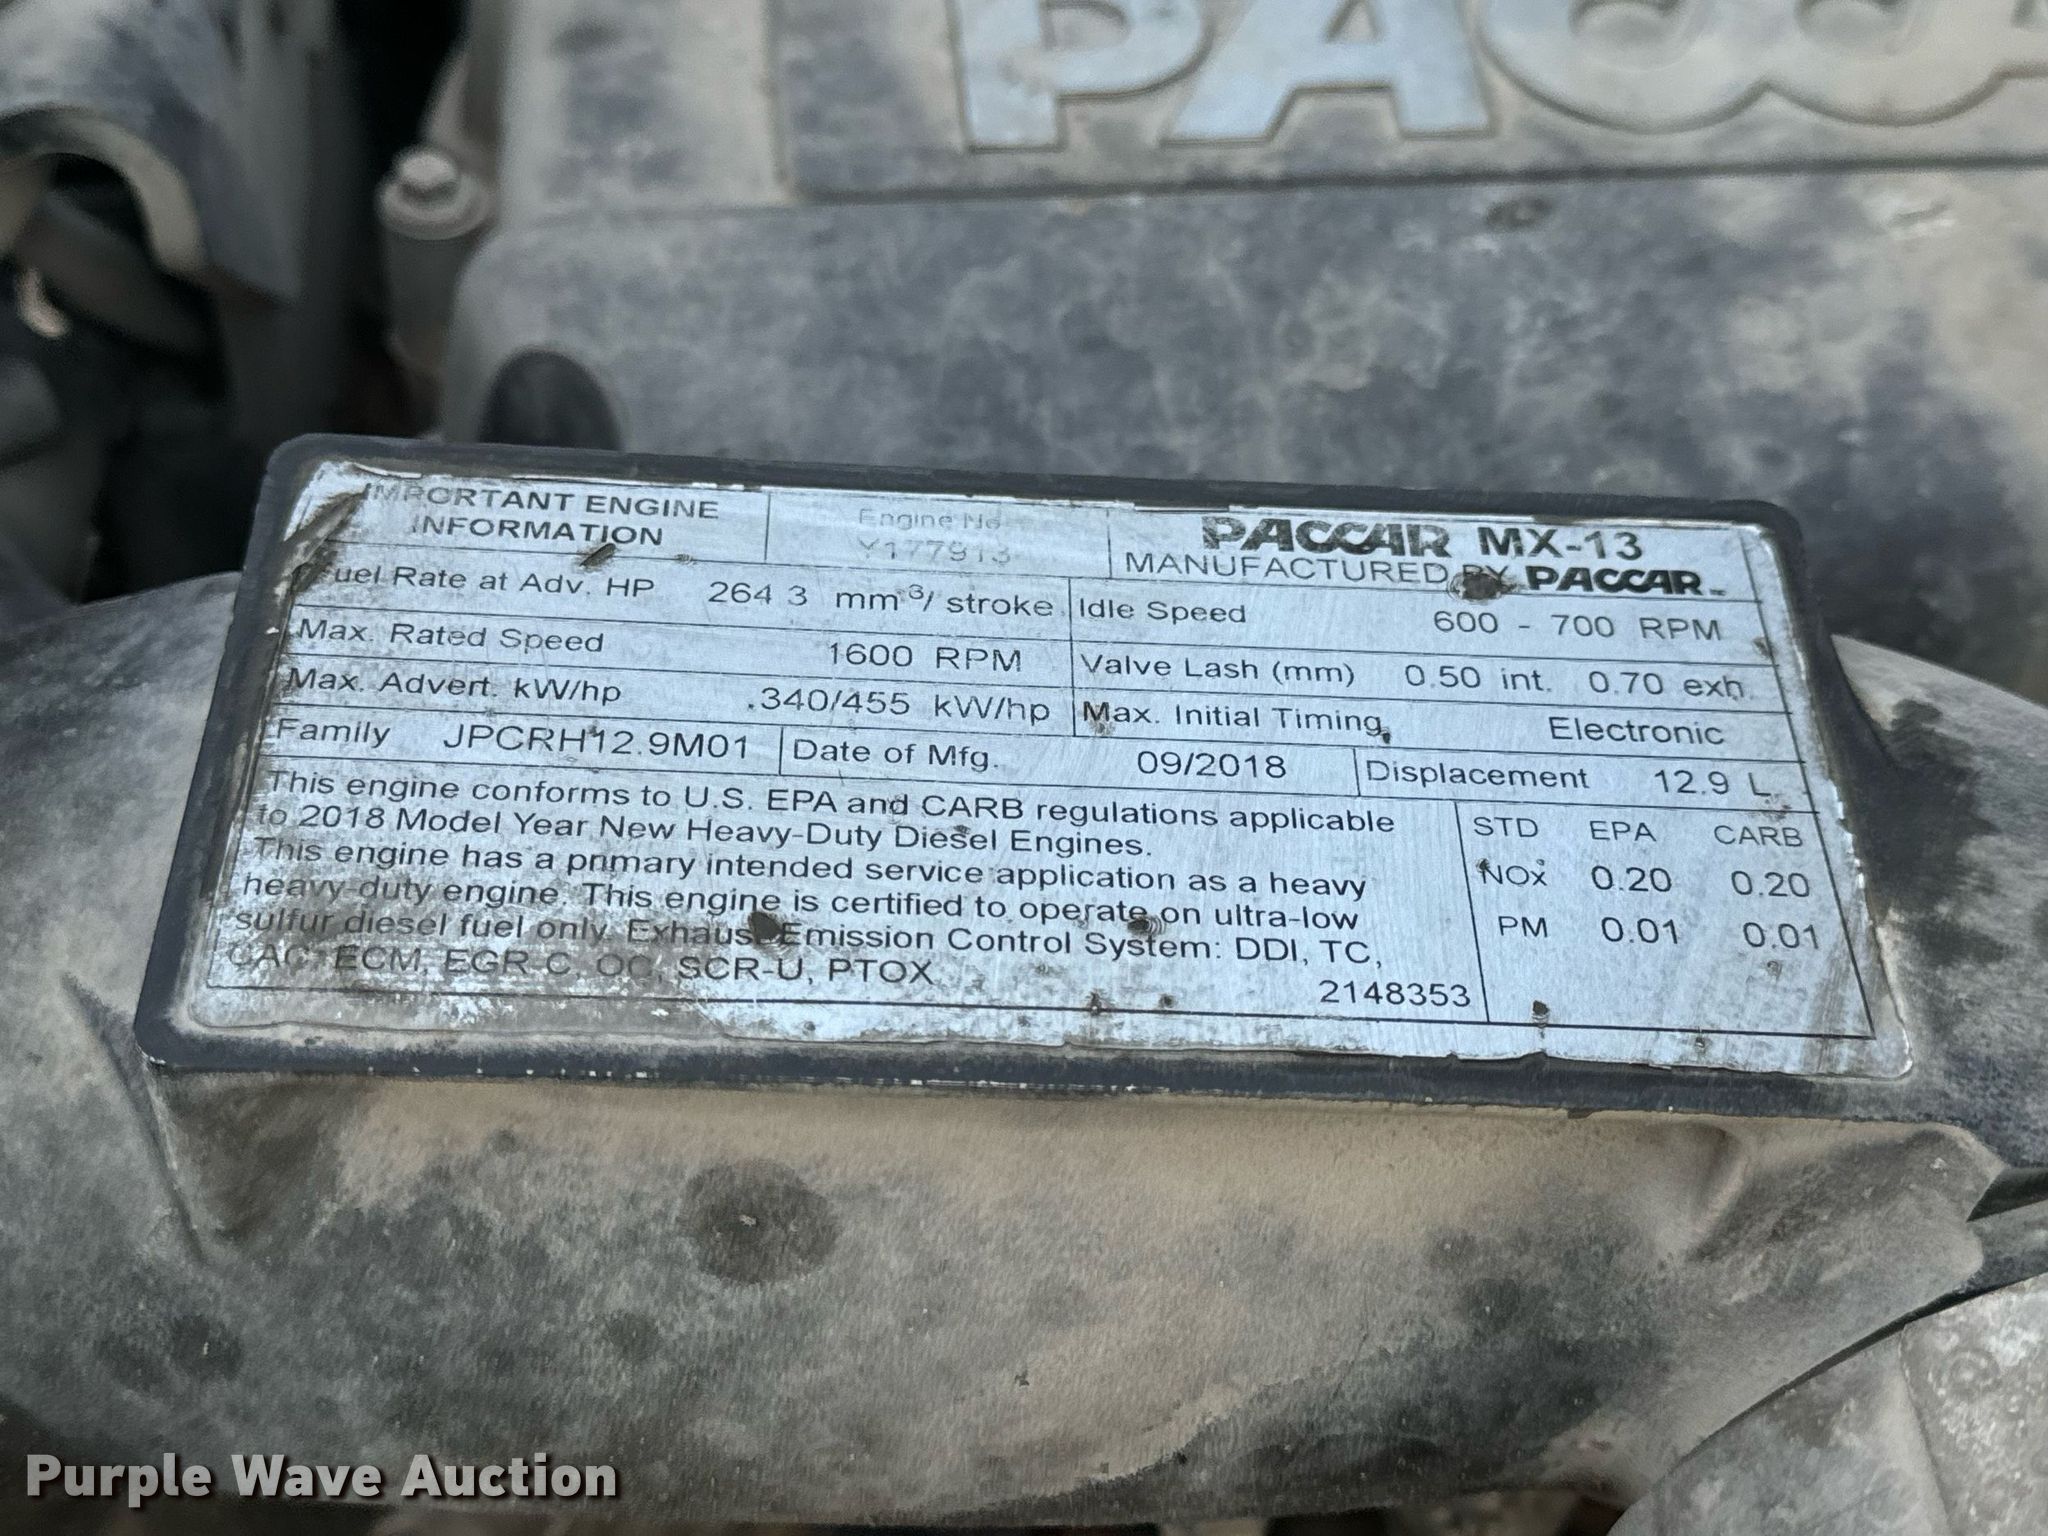 PACCA
IMPORTANT ENGINE
INFORMATION
Engine No
Y177913
PACCAR MX-13
MANUFACTURED BY PACCAR
Fuel Rate at Adv. HP 264 3 mm³/ stroke
Idle Speed 600 - 700 RPM
Max. Rated Speed 1600 RPM
Valve Lash (mm) 0.50 int. 0.70 exh.
Max. Advert. kW/hp 340/455 kW/hp
Max. Initial Timing Electronic
Family JPCRH12.9M01
Date of Mfg. 09/2018
Displacement 12.9 L
This engine conforms to U.S. EPA and CARB regulations applicable
to 2018 Model Year New Heavy-Duty Diesel Engines.
This engine has a primary intended service application as a heavy
heavy-duty engine. This engine is certified to operate on ultra-low
sulfur diesel fuel only. Exhaust Emission Control System: DDI, TC,
CAC, ECM, EGR-C, OC, SCR-U, PTOX
2148353
STD EPA CARB
NOx 0.20 0.20
PM 0.01 0.01
Purple Wave Auction